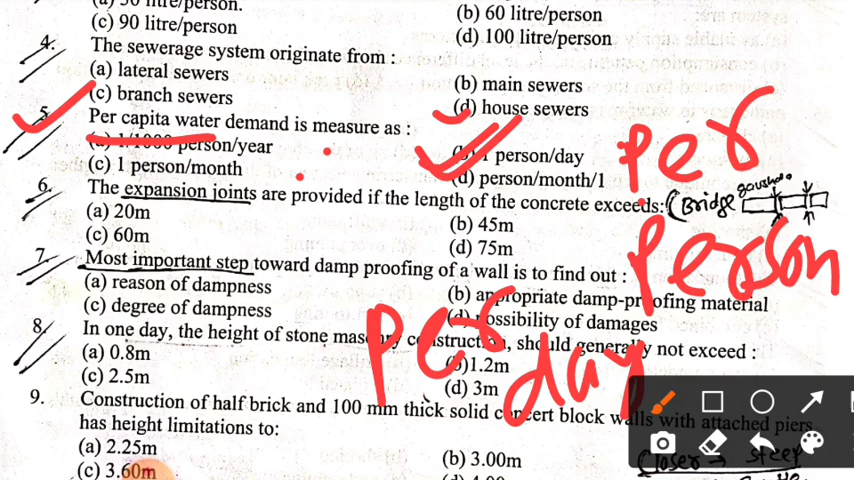 (a) 50 litre/person.
(b) 60 litre/person
(c) 90 litre/person
(d) 100 litre/person
4. The sewerage system originate from :
(a) lateral sewers
(b) main sewers
(c) branch sewers
(d) house sewers
5. Per capita water demand is measure as :
(a) 1/1000 person/year
(b) 1 person/day
(c) 1 person/month
(d) person/month/1
per
person
per
day
6. The expansion joints are provided if the length of the concrete exceeds: (Bridge
(a) 20m
(b) 45m
(c) 60m
(d) 75m
7. Most important step toward damp proofing of a wall is to find out :
(a) reason of dampness
(b) appropriate damp-proofing material
(c) degree of dampness
(d) possibility of damages
8. In one day, the height of stone masonry construction, should generally not exceed :
(a) 0.8m
(b) 1.2m
(c) 2.5m
(d) 3m
9. Construction of half brick and 100 mm thick solid concert block walls with attached piers
has height limitations to:
(a) 2.25m
(b) 3.00m
(c) 3.60m
Closer → steep